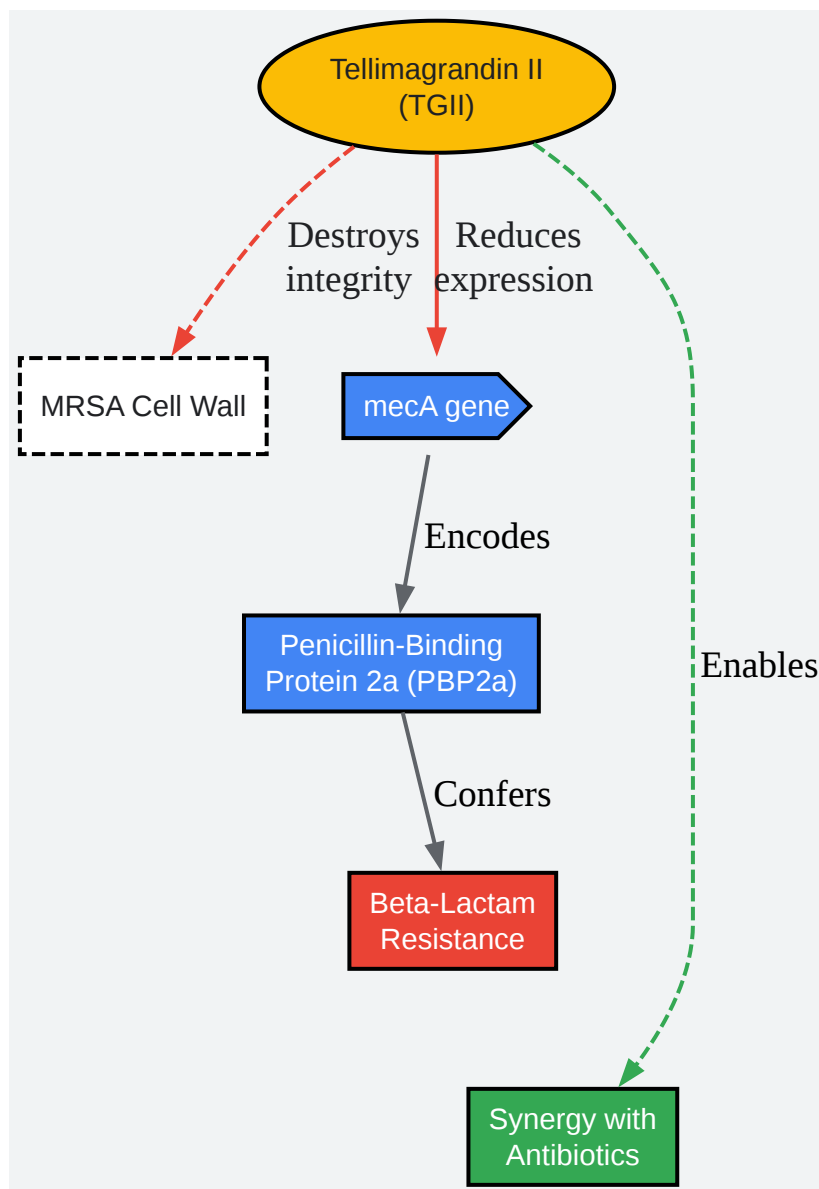 Tellimagrandin II
(TGII)
Destroys
integrity
Reduces
expression
MRSA Cell Wall
mecA gene
Encodes
Penicillin-Binding
Protein 2a (PBP2a)
Enables
Confers
Beta-Lactam
Resistance
Synergy with
Antibiotics